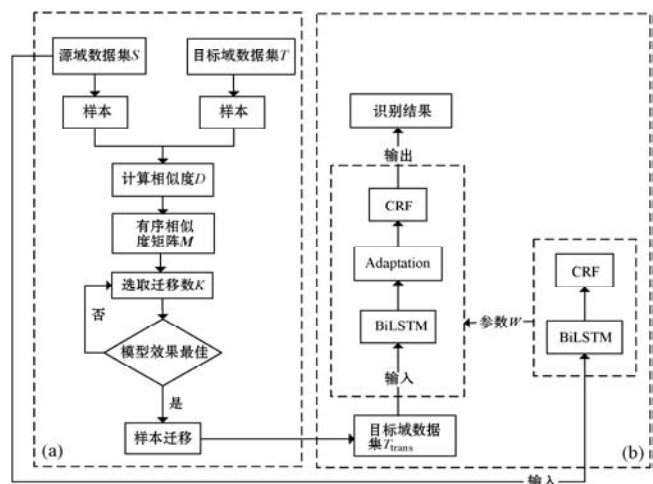 源域数据集S
目标域数据集T
样本
样本
计算相似度D
有序相似
度矩阵M
选取迁移数K
否
模型效果最佳
是
样本迁移
(a)
识别结果
输出
CRF
Adaptation
BiLSTM
输入
目标域数据
集Ttrans
参数W
CRF
BiLSTM
(b)
输入